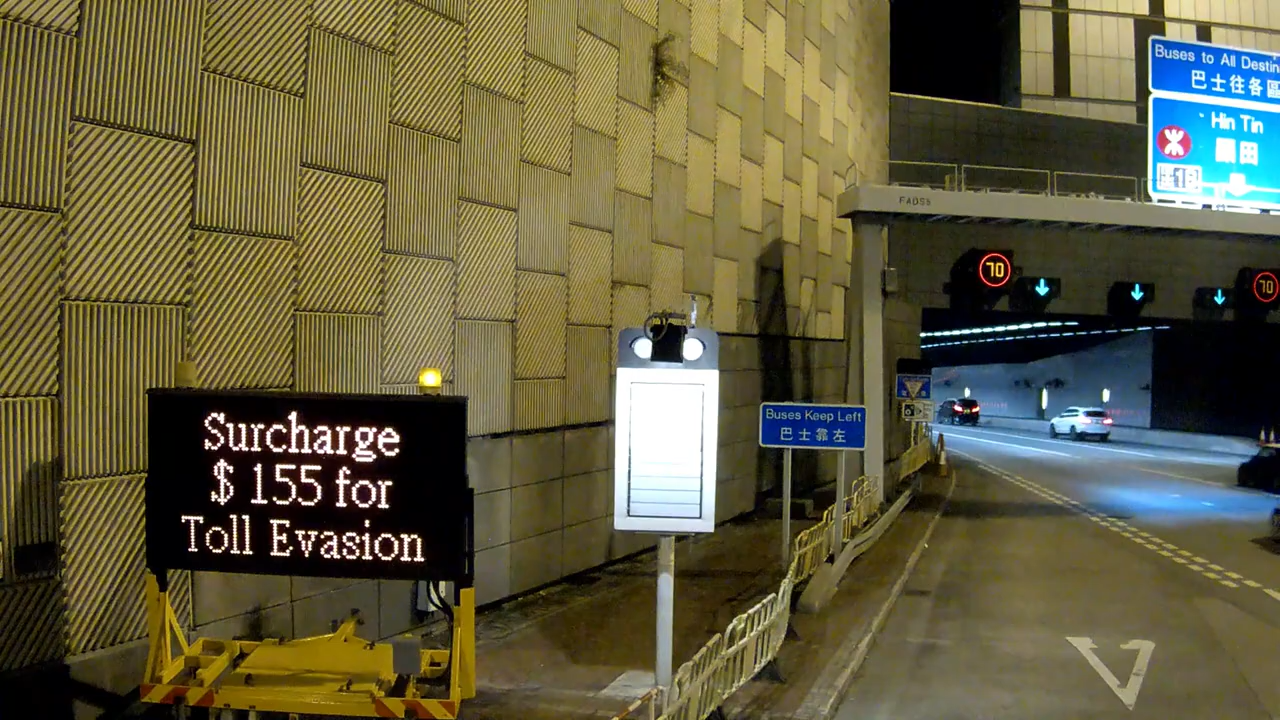 Surcharge
$ 155 for
Toll Evasion
Buses Keep Left
巴士靠左
Buses to All Destin
巴士往各區
Hin Tin
顯田
FADS5
70
70